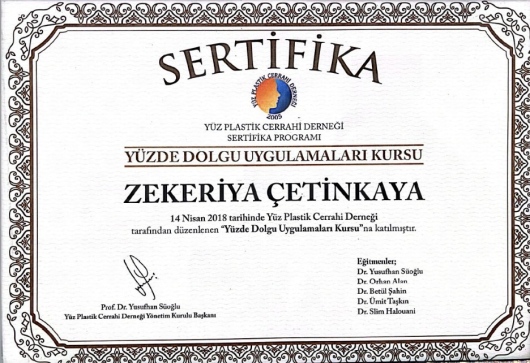 SERTİFİKA
YÜZ PLASTİK CERRAHİ DERNEĞİ
2005
YÜZ PLASTİK CERRAHİ DERNEĞİ
SERTİFİKA PROGRAMI
YÜZDE DOLGU UYGULAMALARI KURSU
ZEKERİYA ÇETİNKAYA
14 Nisan 2018 tarihinde Yüz Plastik Cerrahi Derneği
tarafından düzenlenen “Yüzde Dolgu Uygulamaları Kursu”na katılmıştır.
Prof. Dr. Yusufhan Süoğlu
Yüz Plastik Cerrahi Derneği Yönetim Kurulu Başkanı
Eğitmenler;
Dr. Yusufhan Süoğlu
Dr. Orhan Alan
Dr. Betül Şahin
Dr. Ümit Taşkın
Dr. Slim Halouani